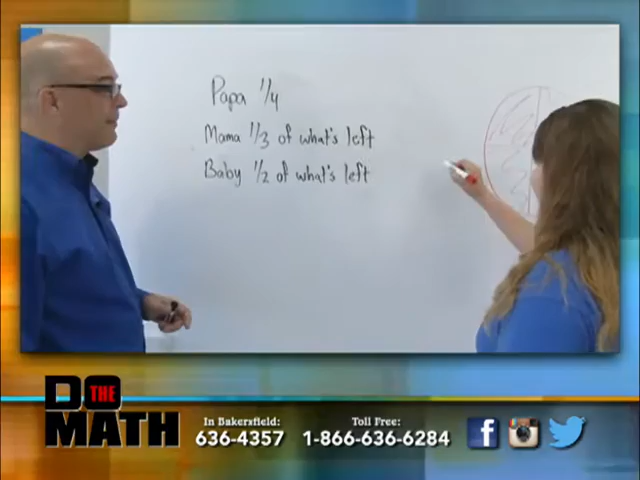 Papa 1/4
Mama 1/3 of what's left
Baby 1/2 of what's left
DO THE MATH
In Bakersfield:
636-4357
Toll Free:
1-866-636-6284